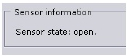 Sensor information
Sensor state: open.